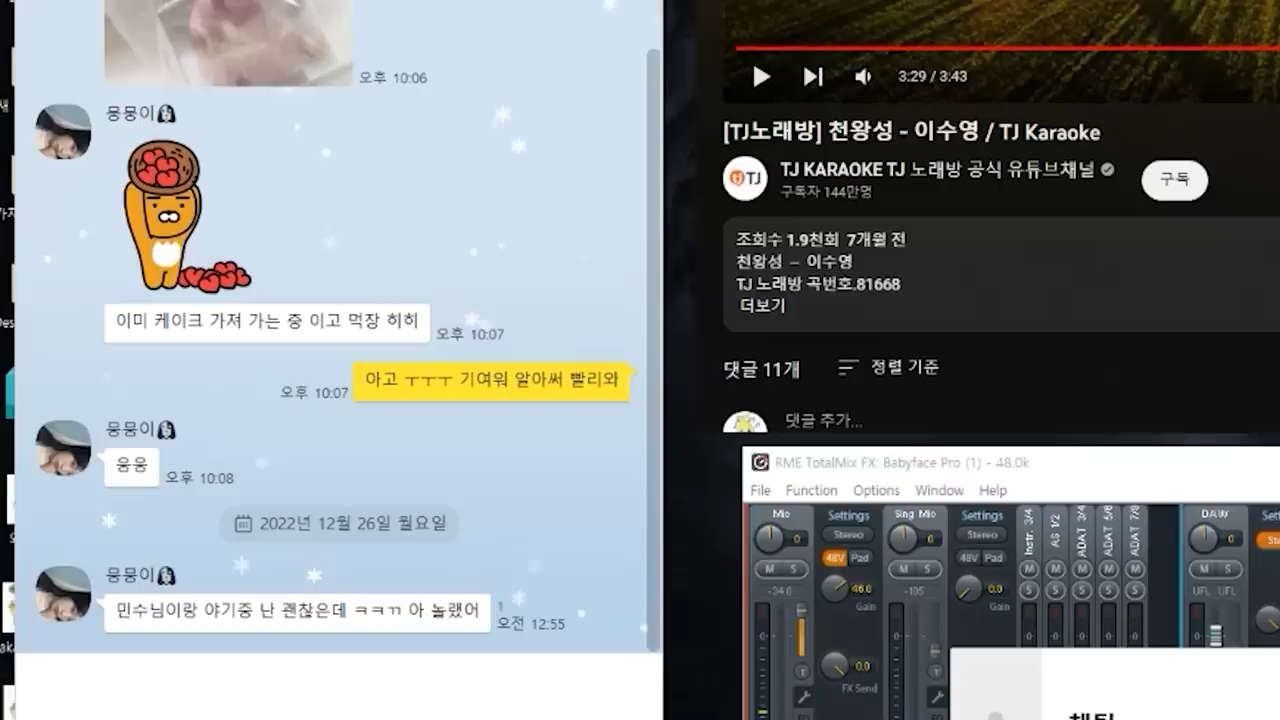 오후 10:06
뭉뭉이
이미 케이크 가져 가는 중 이고 먹장 히히
오후 10:07
아고 ㅜㅜㅜ 기여워 알아써 빨리와
오후 10:07
뭉뭉이
웅웅
오후 10:08
2022년 12월 26일 월요일
뭉뭉이
민수님이랑 야기중 난 괜찮은데 ㅋㅋㄲ 아 놀랬어
1
오전 12:55
3:29 / 3:43
[TJ노래방] 천왕성 - 이수영 / TJ Karaoke
TJ
TJ KARAOKE TJ 노래방 공식 유튜브채널
구독자 144만명
구독
조회수 1.9천회 7개월 전
천왕성 - 이수영
TJ 노래방 곡번호.81668
더보기
댓글 11개
정렬 기준
댓글 추가...
RME TotalMix FX: Babyface Pro (1) - 48.0k
File Function Options Window Help
Mic Settings Sing Mic Settings Instr. 3/4 AS 1/2 ADAT 3/4 ADAT 5/6 ADAT 7/8 DAW
0 Stereo 0 Stereo 0
48V Pad 48V Pad
M S M S M M M M M M S
46.0 0.0 S S S S S
-34.0 Gain -105 Gain UFL UFL
0 0 0 0 0 0 0 0
0.0
T T
FX Send